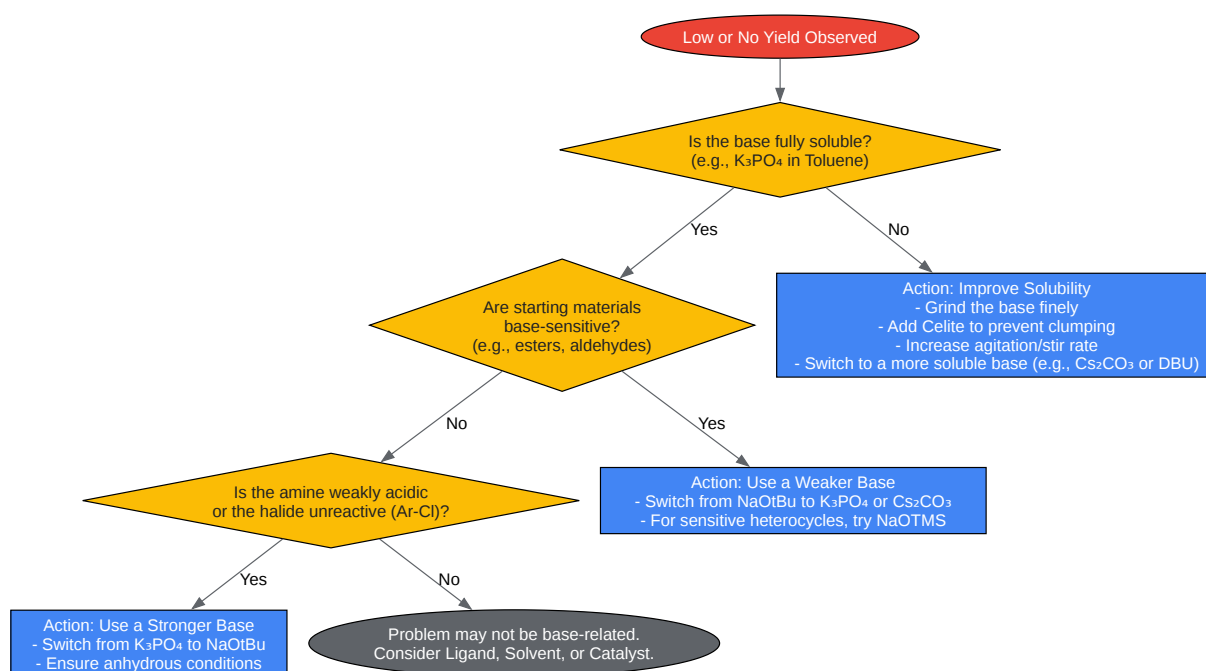 Low or No Yield Observed
Is the base fully soluble?
(e.g., K₃PO₄ in Toluene)
Yes
No
Are starting materials
base-sensitive?
(e.g., esters, aldehydes)
Action: Improve Solubility
- Grind the base finely
- Add Celite to prevent clumping
- Increase agitation/stir rate
- Switch to a more soluble base (e.g., Cs₂CO₃ or DBU)
No
Yes
Is the amine weakly acidic
or the halide unreactive (Ar-Cl)?
Action: Use a Weaker Base
- Switch from NaOtBu to K₃PO₄ or Cs₂CO₃
- For sensitive heterocycles, try NaOTMS
Yes
No
Action: Use a Stronger Base
- Switch from K₃PO₄ to NaOtBu
- Ensure anhydrous conditions
Problem may not be base-related.
Consider Ligand, Solvent, or Catalyst.